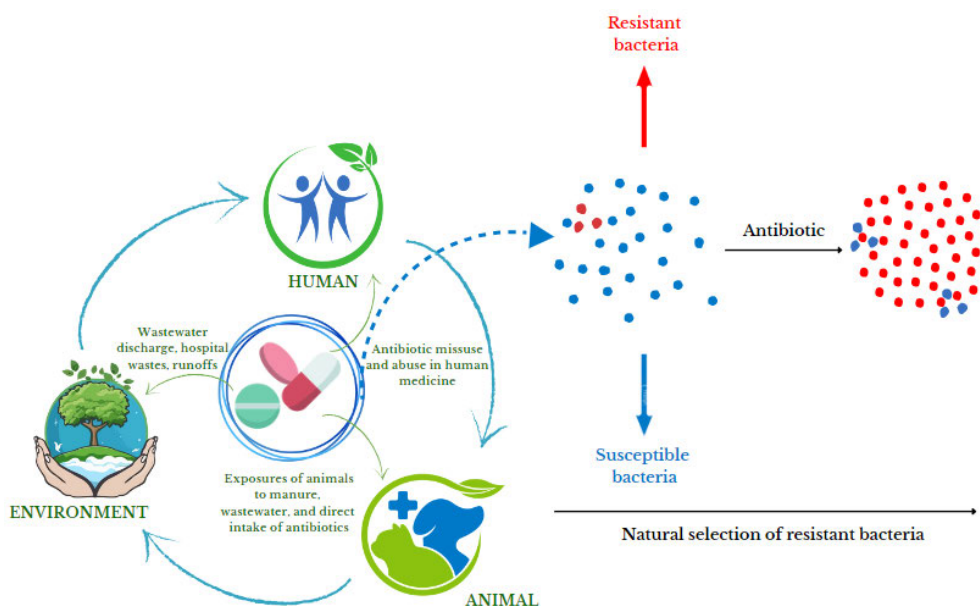 Resistant
bacteria
HUMAN
Antibiotic
Wastewater
discharge, hospital
wastes, runoffs
Antibiotic missuse
and abuse in human
medicine
ENVIRONMENT
Exposures of animals
to manure,
wastewater, and direct
intake of antibiotics
ANIMAL
Susceptible
bacteria
Natural selection of resistant bacteria